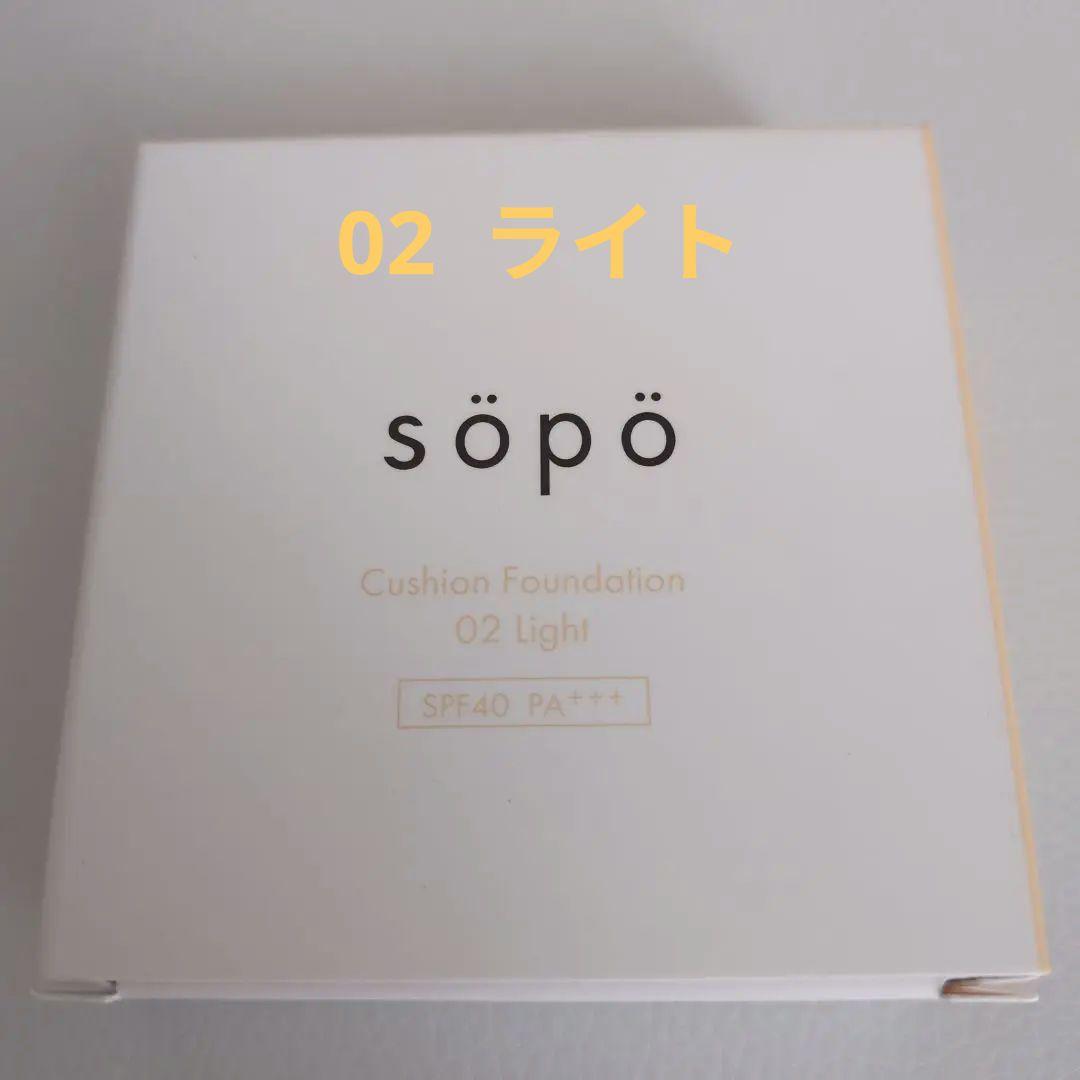 02 ライト
söpö
Cushion Foundation
02 Light
SPF40 PA+++